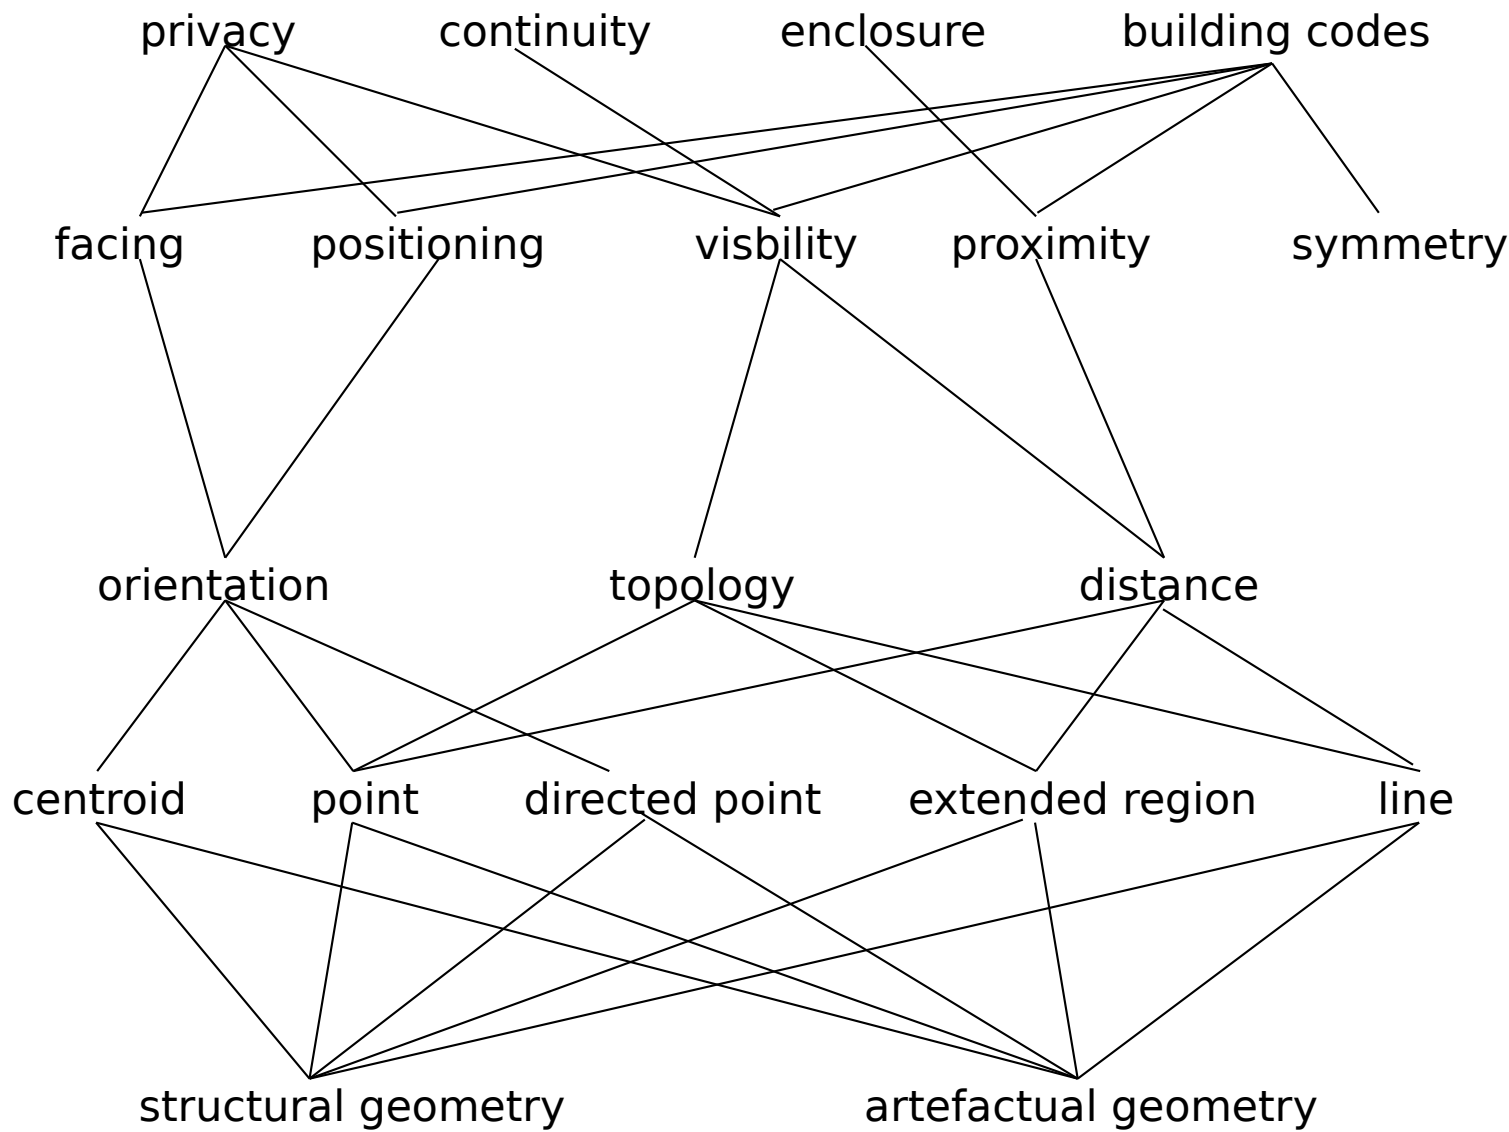 privacy continuity enclosure building codes
facing positioning visbility proximity symmetry
orientation topology distance
centroid point directed point extended region line
structural geometry artefactual geometry